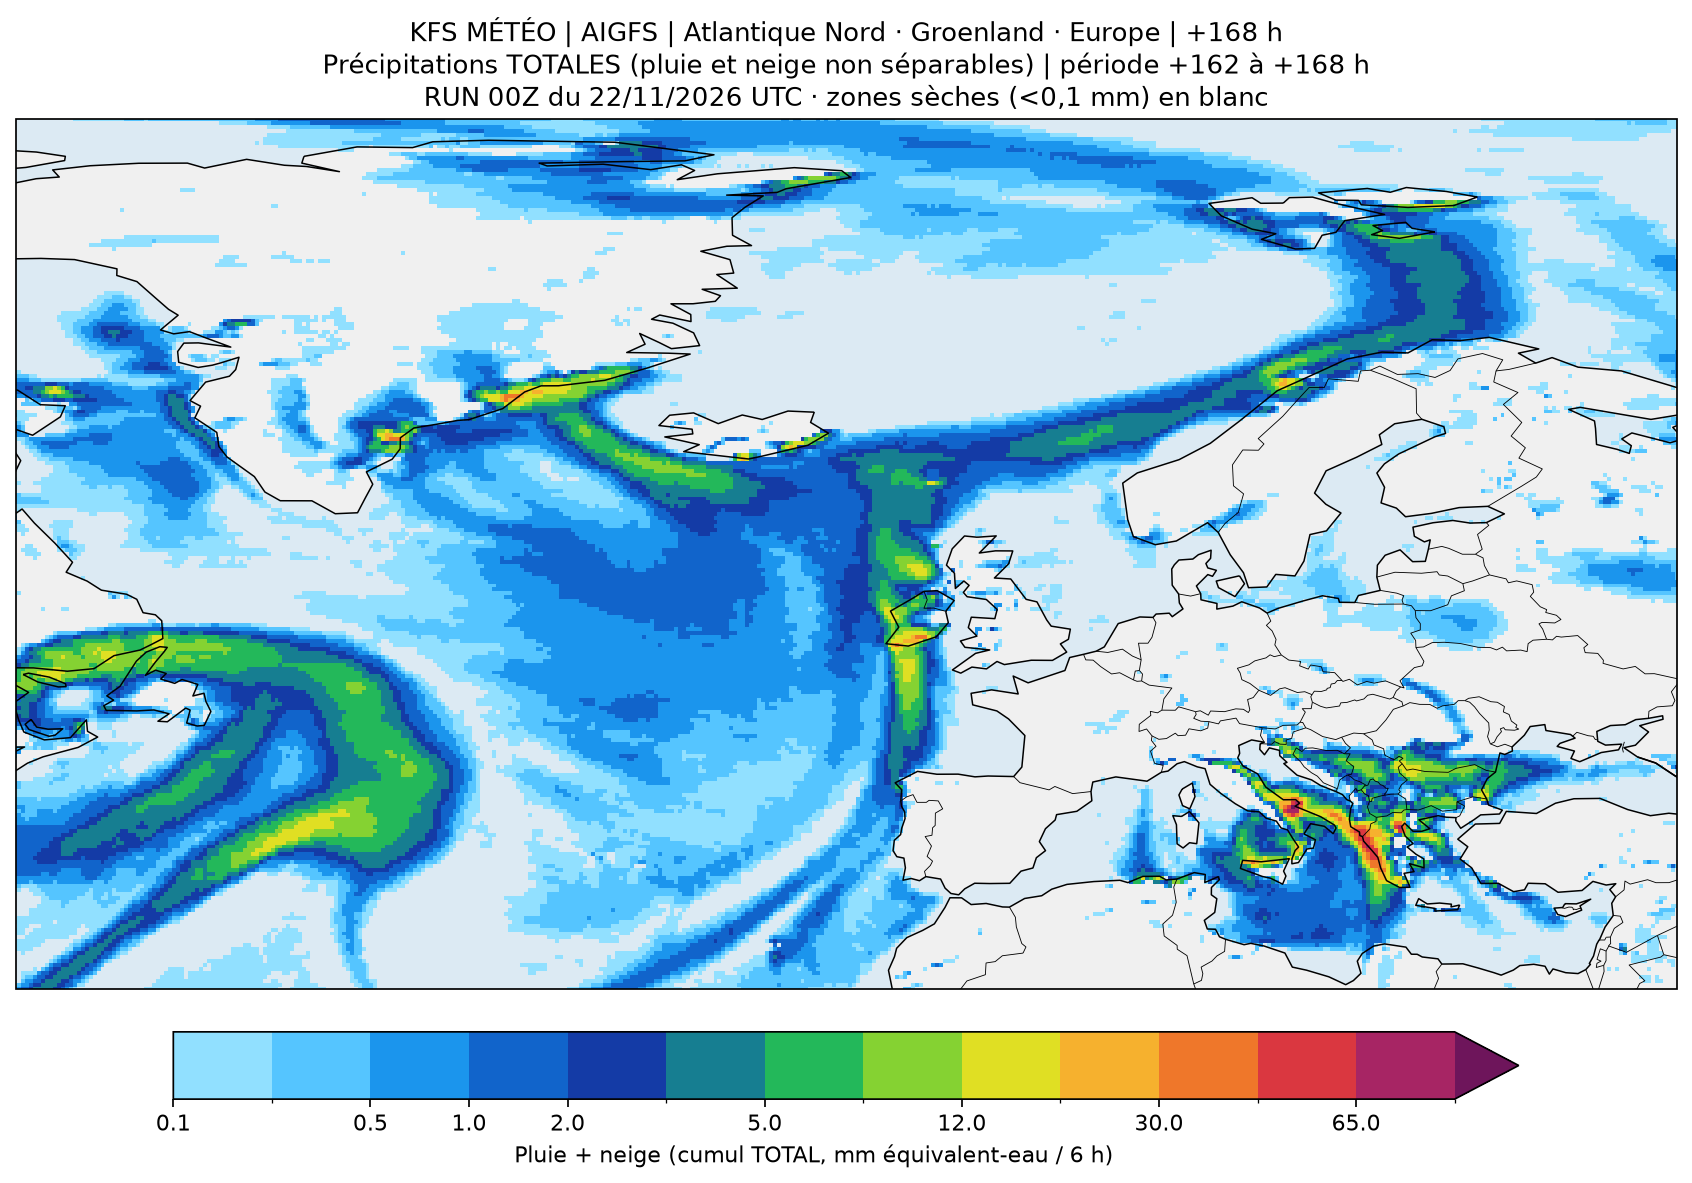 KFS MÉTÉO | AIGFS | Atlantique Nord · Groenland · Europe | +168 h
Précipitations TOTALES (pluie et neige non séparables) | période +162 à +168 h
RUN 00Z du 22/11/2026 UTC · zones sèches (<0,1 mm) en blanc
0.1 0.5 1.0 2.0 5.0 12.0 30.0 65.0
Pluie + neige (cumul TOTAL, mm équivalent-eau / 6 h)